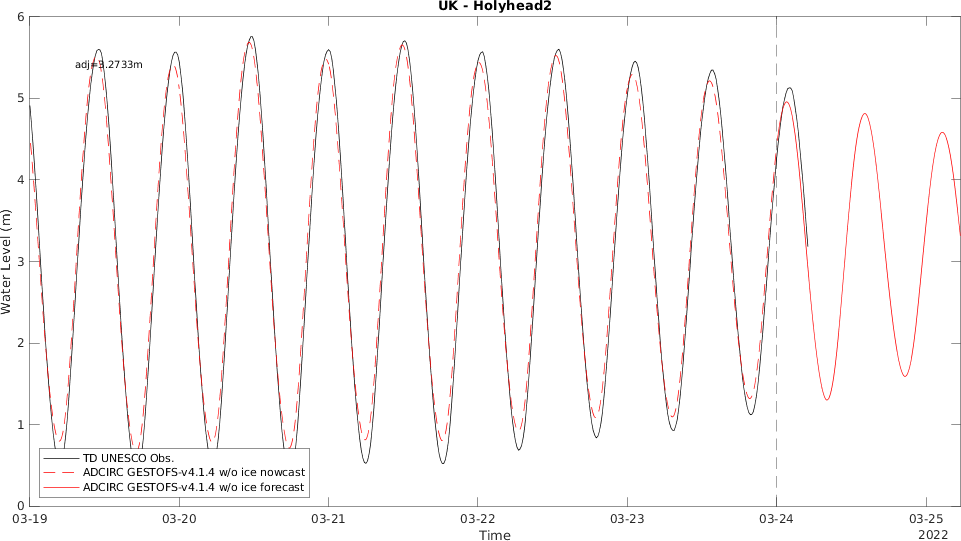 UK - Holyhead2
6
adj=3.2733m
5
4
3
2
1
0
Water Level (m)
TD UNESCO Obs.
ADCIRC GESTOFS-v4.1.4 w/o ice nowcast
ADCIRC GESTOFS-v4.1.4 w/o ice forecast
03-19 03-20 03-21 03-22 03-23 03-24 03-25
Time 2022